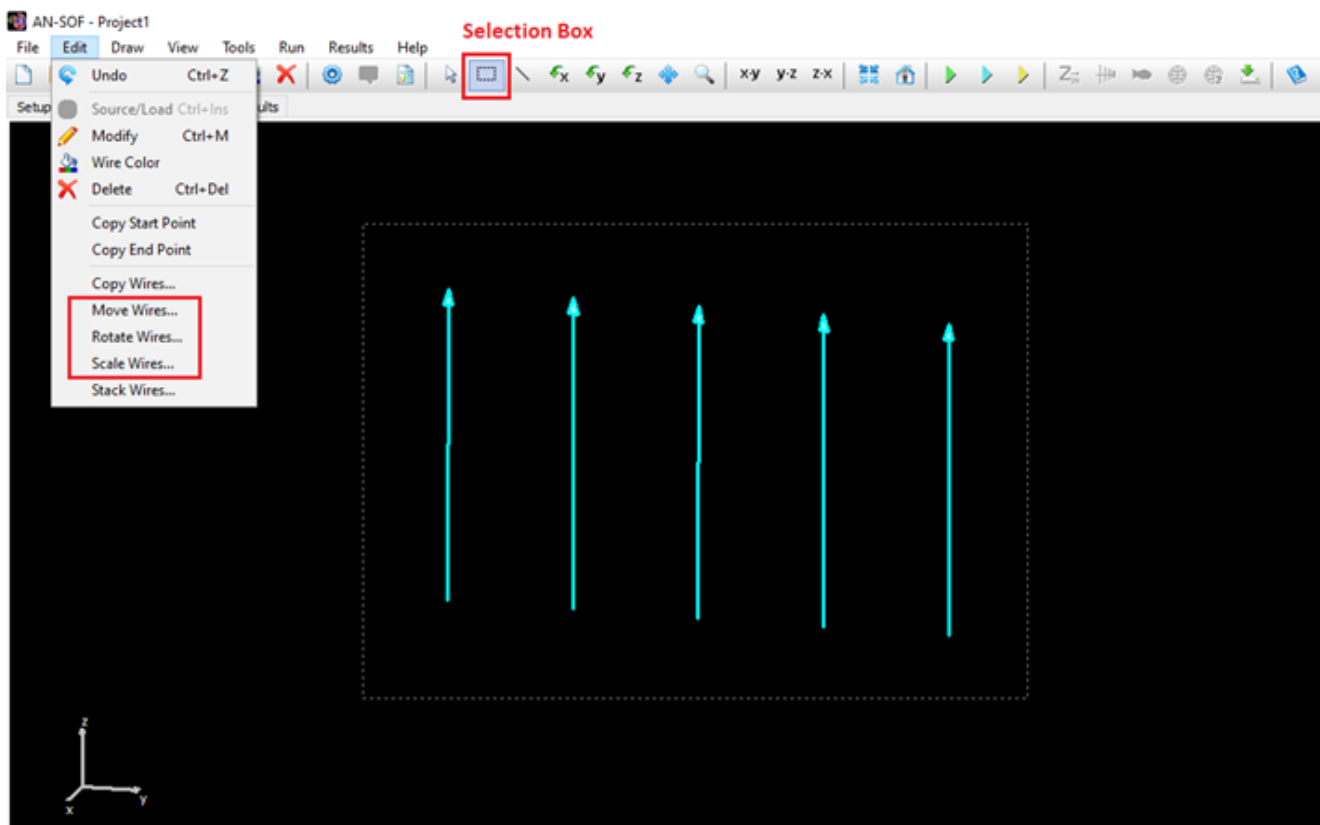 AN-SOF - Project1
Selection Box
File Edit Draw View Tools Run Results Help
Undo Ctrl+Z
x-y y-z z-x
Setup
Source/Load Ctrl+Ins
ults
Modify Ctrl+M
Wire Color
Delete Ctrl+Del
Copy Start Point
Copy End Point
Copy Wires...
Move Wires...
Rotate Wires...
Scale Wires...
Stack Wires...
z
y
x